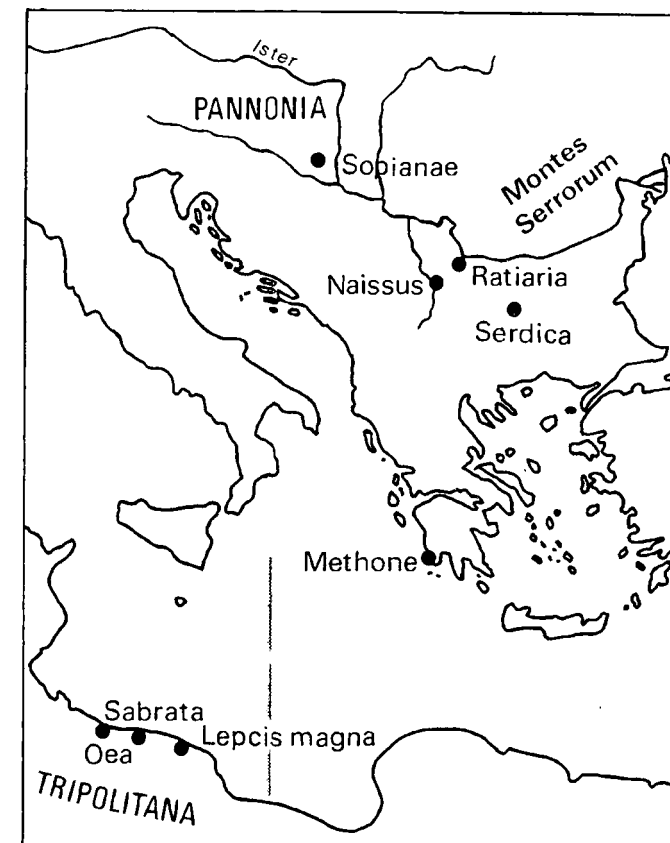 Ister
PANNONIA
Sopianae
Montes
Serrorum
Naissus
Ratiaria
Serdica
Methone
Sabrata
Oea
Lepcis magna
TRIPOLITANA